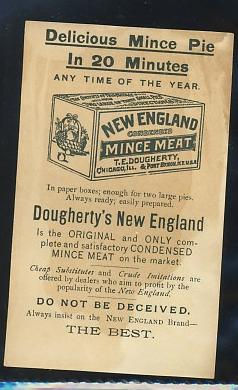 Delicious Mince Pie
In 20 Minutes
ANY TIME OF THE YEAR.
NEW ENGLAND
CONDENSED
MINCE MEAT
T.E. DOUGHERTY,
CHICAGO, ILL. & PORT BYRON, N.Y. U.S.A.
In paper boxes; enough for two large pies.
Always ready; easily prepared.
Dougherty's New England
Is the ORIGINAL and ONLY com-
plete and satisfactory CONDENSED
MINCE MEAT on the market
Cheap Substitutes and Crude Imitations are
offered by dealers who aim to profit by the
popularity of the New England.
DO NOT BE DECEIVED.
Always insist on the NEW ENGLAND Brand—
THE BEST.